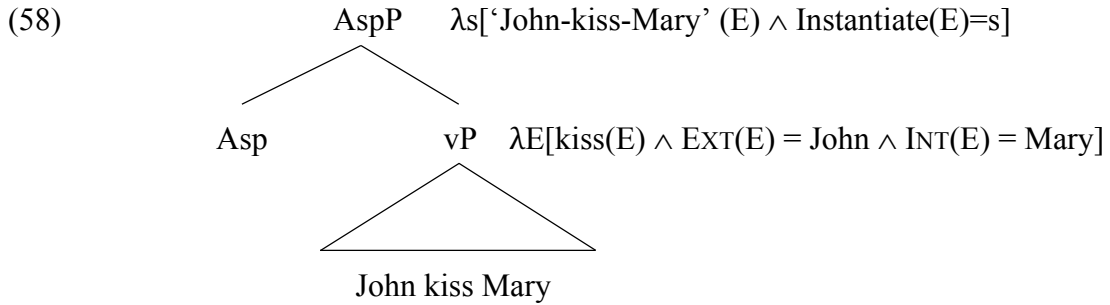 (58) AspP λs[‘John-kiss-Mary’ (E) ∧ Instantiate(E)=s]
Asp vP λE[kiss(E) ∧ EXT(E) = John ∧ INT(E) = Mary]
John kiss Mary